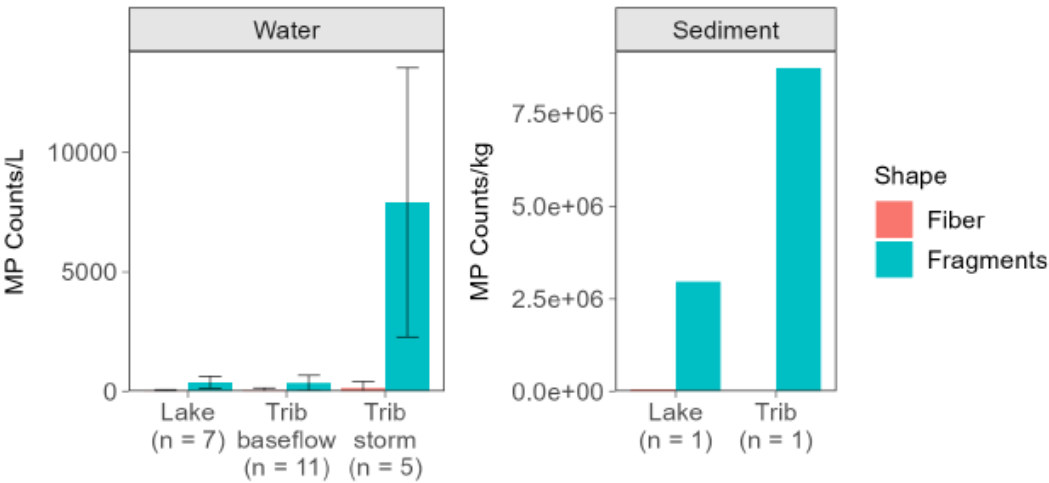 Water
MP Counts/L
10000
5000
0
Lake
(n = 7)
Trib
baseflow
(n = 11)
Trib
storm
(n = 5)
Sediment
MP Counts/kg
7.5e+06
5.0e+06
2.5e+06
0.0e+00
Lake
(n = 1)
Trib
(n = 1)
Shape
Fiber
Fragments